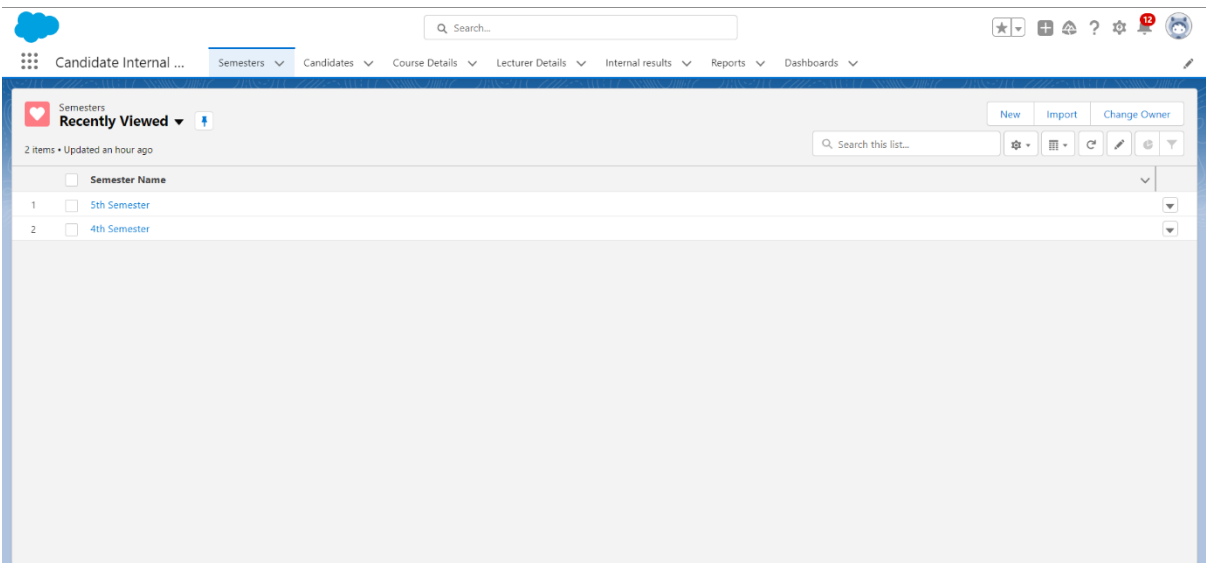 Search...
12
Candidate Internal ... Semesters Candidates Course Details Lecturer Details Internal results Reports Dashboards
Semesters
Recently Viewed
New Import Change Owner
2 items • Updated an hour ago
Search this list...
Semester Name
1 5th Semester
2 4th Semester